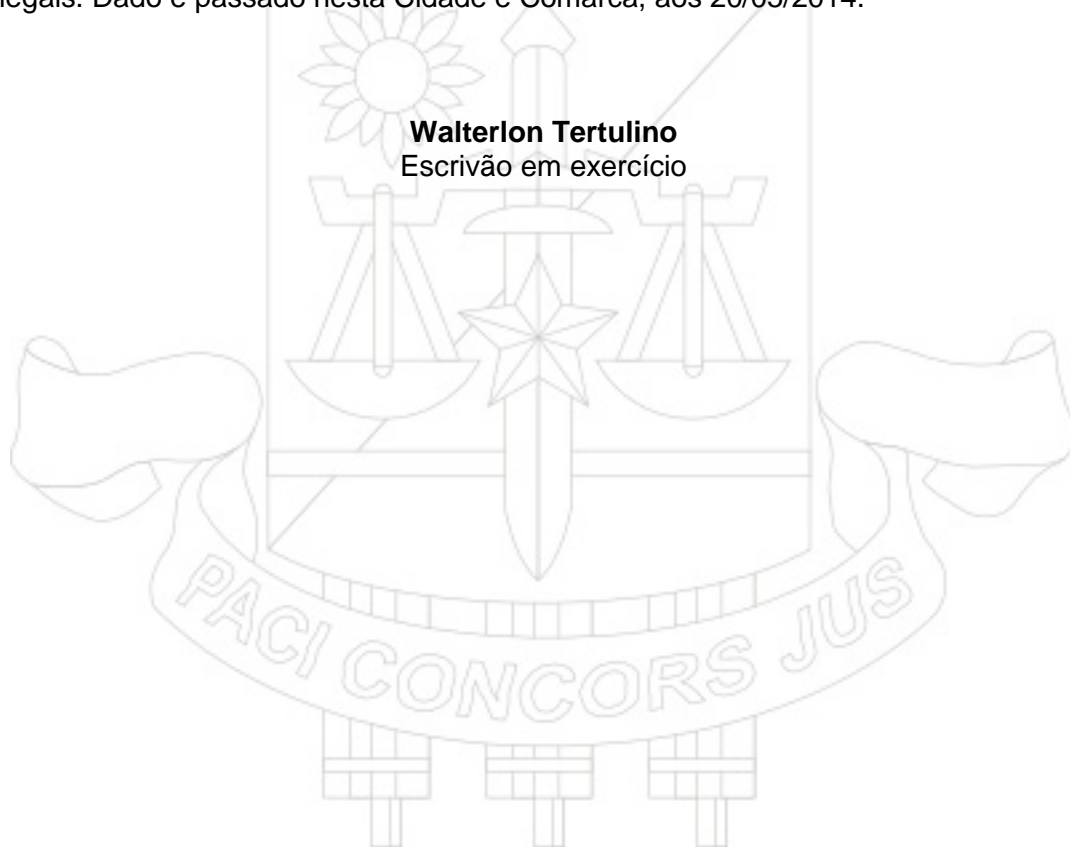 legais. Dado e passado nesta Cidade e Comarca, aos 20/05/2014.
Walterlon Tertulino
Escrivão em exercício
PACI CONCORS JUS